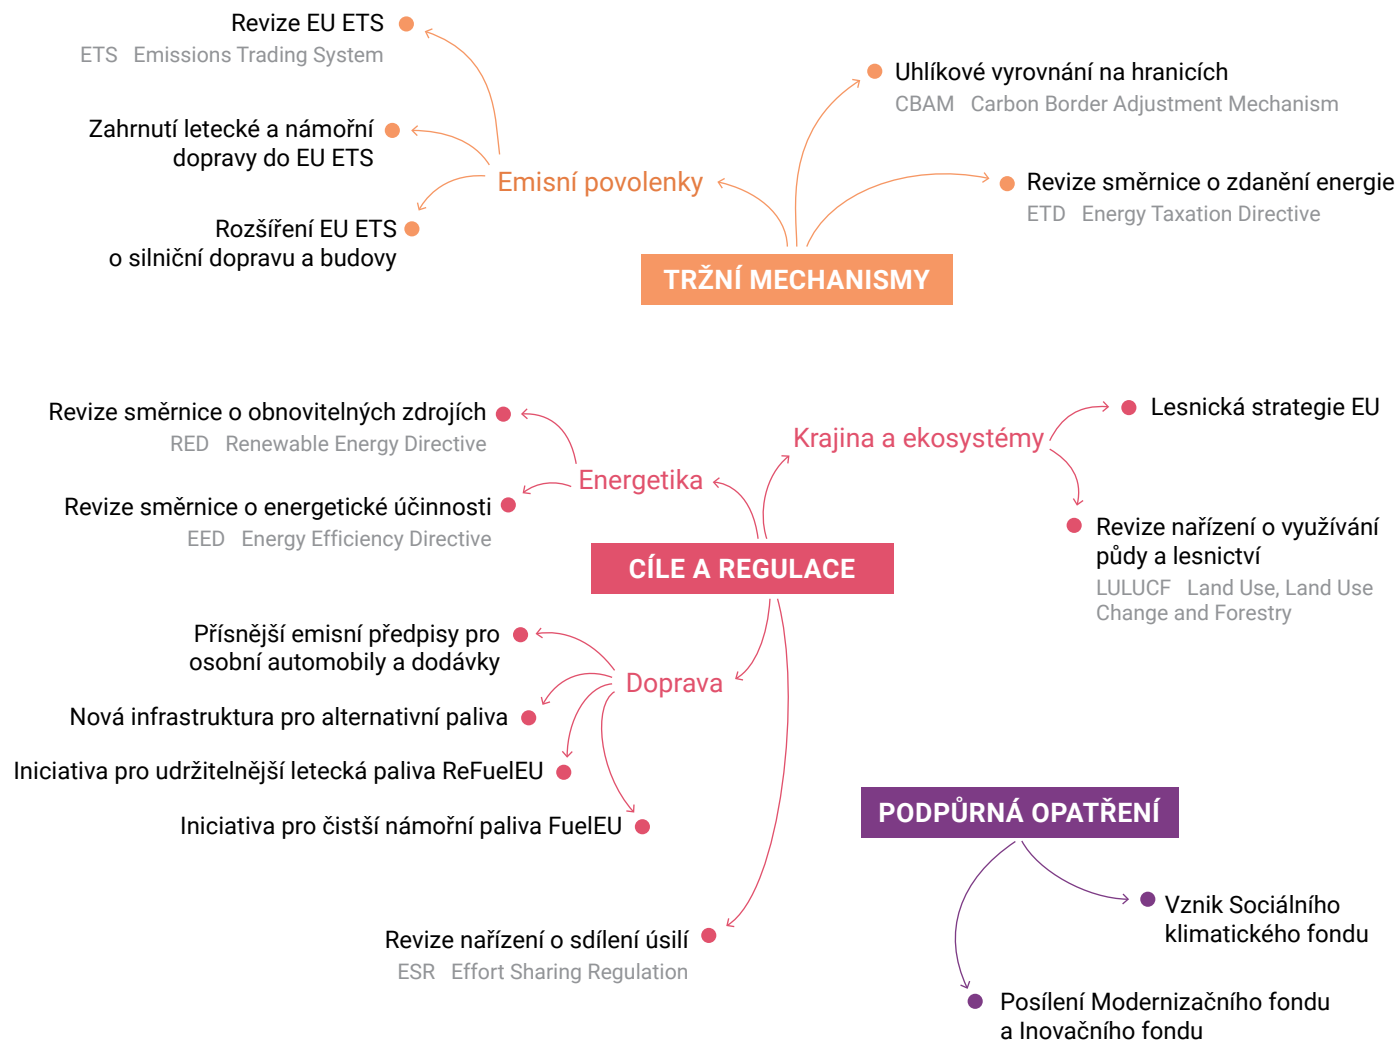 Revize EU ETS
ETS Emissions Trading System
Zahrnutí letecké a námořní
dopravy do EU ETS
Rozšíření EU ETS
o silniční dopravu a budovy
Emisní povolenky
Uhlíkové vyrovnání na hranicích
CBAM Carbon Border Adjustment Mechanism
Revize směrnice o zdanění energie
ETD Energy Taxation Directive
TRŽNÍ MECHANISMY
Revize směrnice o obnovitelných zdrojích
RED Renewable Energy Directive
Energetika
Revize směrnice o energetické účinnosti
EED Energy Efficiency Directive
Krajina a ekosystémy
Lesnická strategie EU
Revize nařízení o využívání
půdy a lesnictví
LULUCF Land Use, Land Use
Change and Forestry
CÍLE A REGULACE
Přísnější emisní předpisy pro
osobní automobily a dodávky
Doprava
Nová infrastruktura pro alternativní paliva
Iniciativa pro udržitelnější letecká paliva ReFuelEU
Iniciativa pro čistší námořní paliva FuelEU
Revize nařízení o sdílení úsilí
ESR Effort Sharing Regulation
PODPŮRNÁ OPATŘENÍ
Vznik Sociálního
klimatického fondu
Posílení Modernizačního fondu
a Inovačního fondu